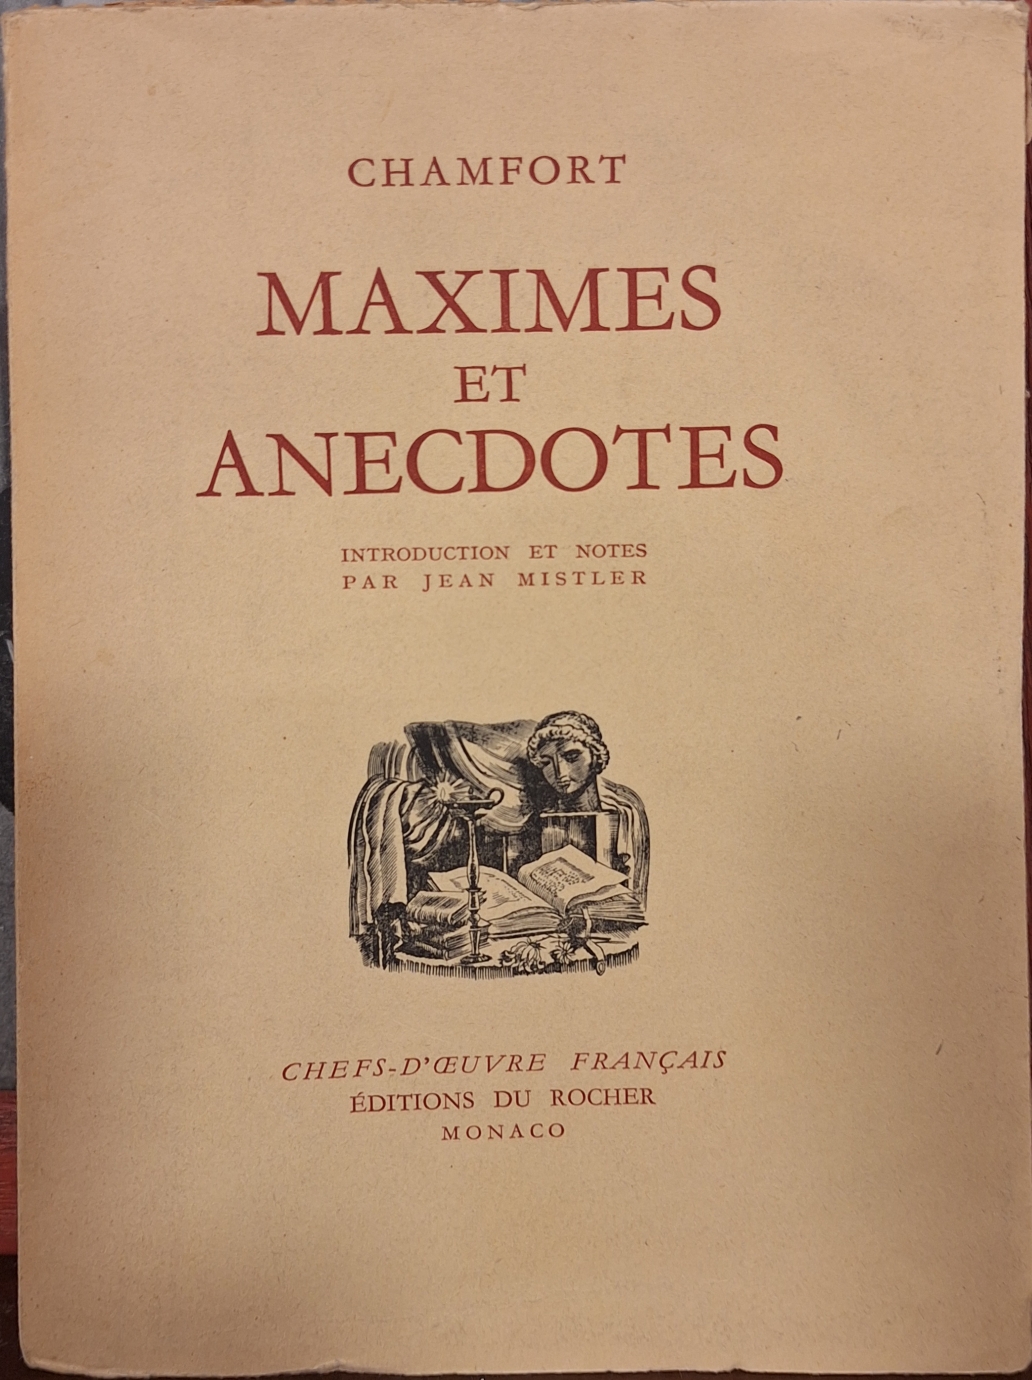 CHAMFORT
MAXIMES
ET
ANECDOTES
INTRODUCTION ET NOTES
PAR JEAN MISTLER
CHEFS-D'ŒUVRE FRANÇAIS
ÉDITIONS DU ROCHER
MONACO